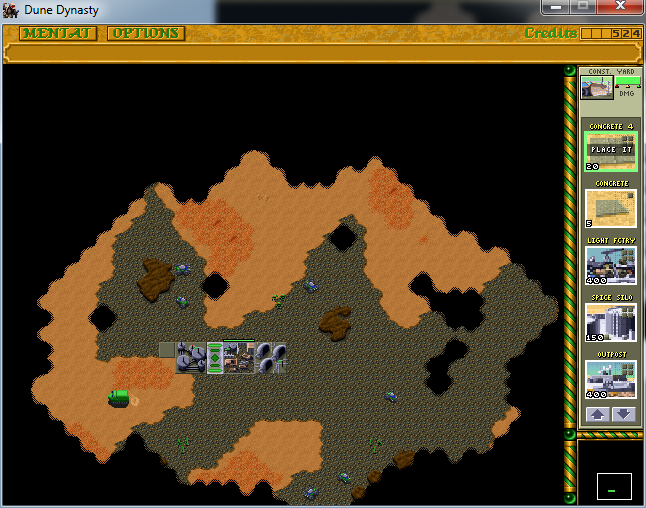 Dune Dynasty
MENTAT OPTIONS Credits 524
CONST. YARD
DMG
CONCRETE 4
PLACE IT
20
CONCRETE
5
LIGHT FCTRY
400
SPICE SILO
150
OUTPOST
400